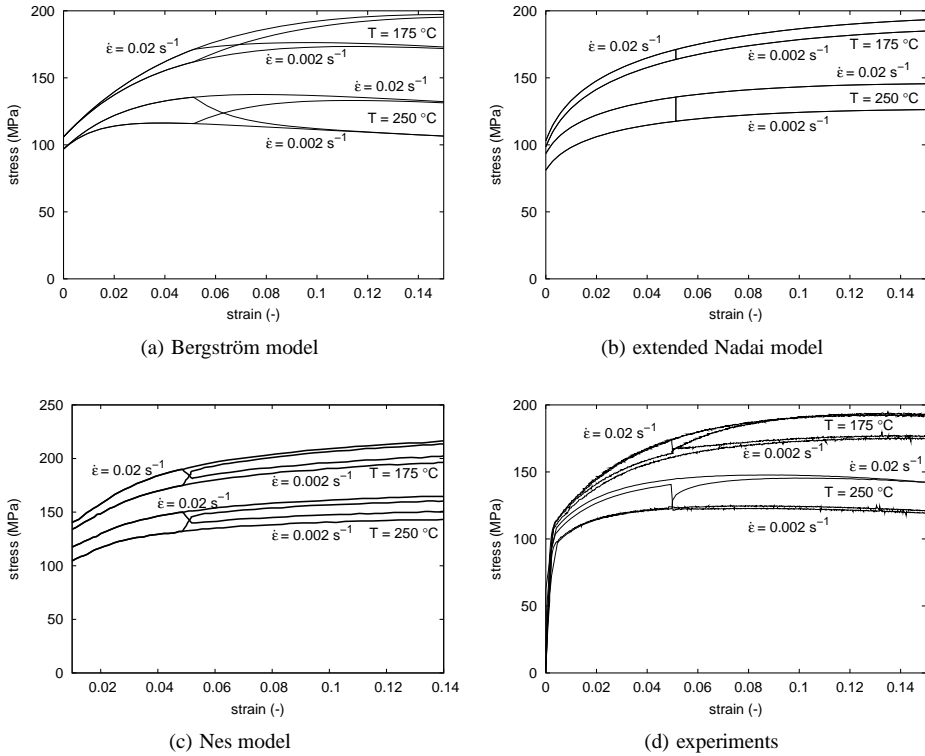 200
150
100
50
0
stress (MPa)
0 0.02 0.04 0.06 0.08 0.1 0.12 0.14
strain (-)
ε̇ = 0.02 s⁻¹
T = 175 °C
ε̇ = 0.002 s⁻¹
ε̇ = 0.02 s⁻¹
T = 250 °C
ε̇ = 0.002 s⁻¹
(a) Bergström model
200
150
100
50
0
stress (MPa)
0 0.02 0.04 0.06 0.08 0.1 0.12 0.14
strain (-)
ε̇ = 0.02 s⁻¹
T = 175 °C
ε̇ = 0.002 s⁻¹
ε̇ = 0.02 s⁻¹
T = 250 °C
ε̇ = 0.002 s⁻¹
(b) extended Nadai model
250
200
150
100
50
0
stress (MPa)
0.02 0.04 0.06 0.08 0.1 0.12 0.14
strain (-)
ε̇ = 0.02 s⁻¹
T = 175 °C
ε̇ = 0.002 s⁻¹
ε̇ = 0.02 s⁻¹
ε̇ = 0.002 s⁻¹
T = 250 °C
(c) Nes model
200
150
100
50
0
stress (MPa)
0 0.02 0.04 0.06 0.08 0.1 0.12 0.14
strain (-)
ε̇ = 0.02 s⁻¹
T = 175 °C
ε̇ = 0.002 s⁻¹
ε̇ = 0.02 s⁻¹
T = 250 °C
ε̇ = 0.002 s⁻¹
(d) experiments